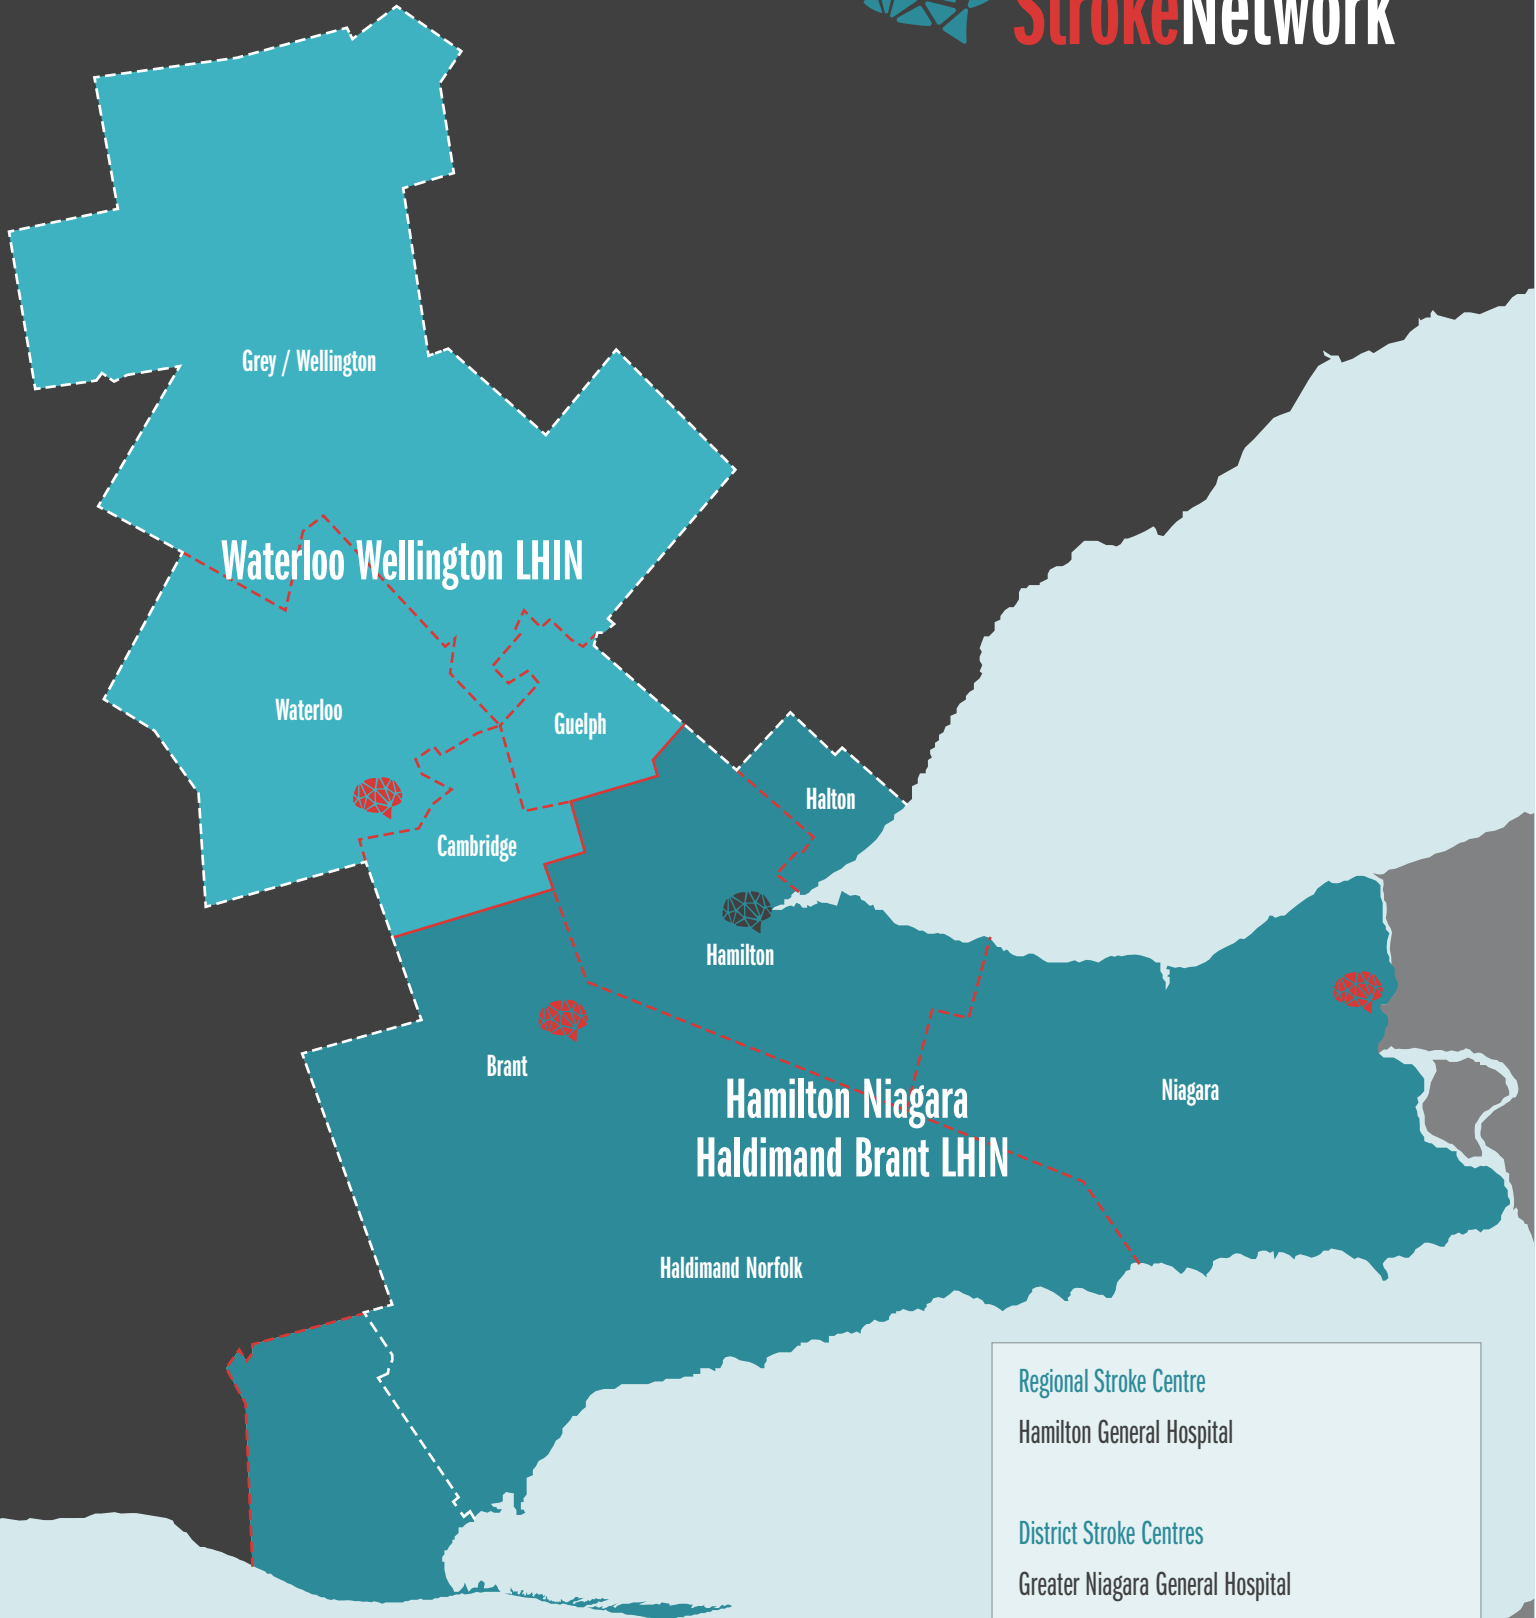 StrokeNetwork
Grey / Wellington
Waterloo Wellington LHIN
Waterloo
Guelph
Halton
Cambridge
Hamilton
Brant
Hamilton Niagara
Haldimand Brant LHIN
Niagara
Haldimand Norfolk
Regional Stroke Centre
Hamilton General Hospital
District Stroke Centres
Greater Niagara General Hospital